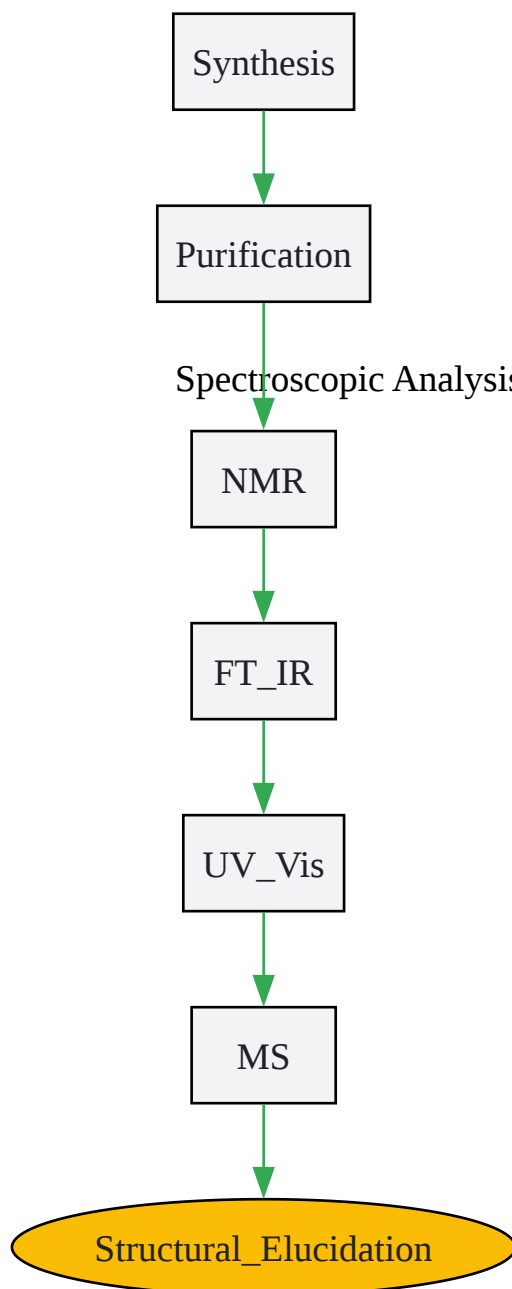 Synthesis
Purification
Spectroscopic Analysis
NMR
FT_IR
UV_Vis
MS
Structural_Elucidation